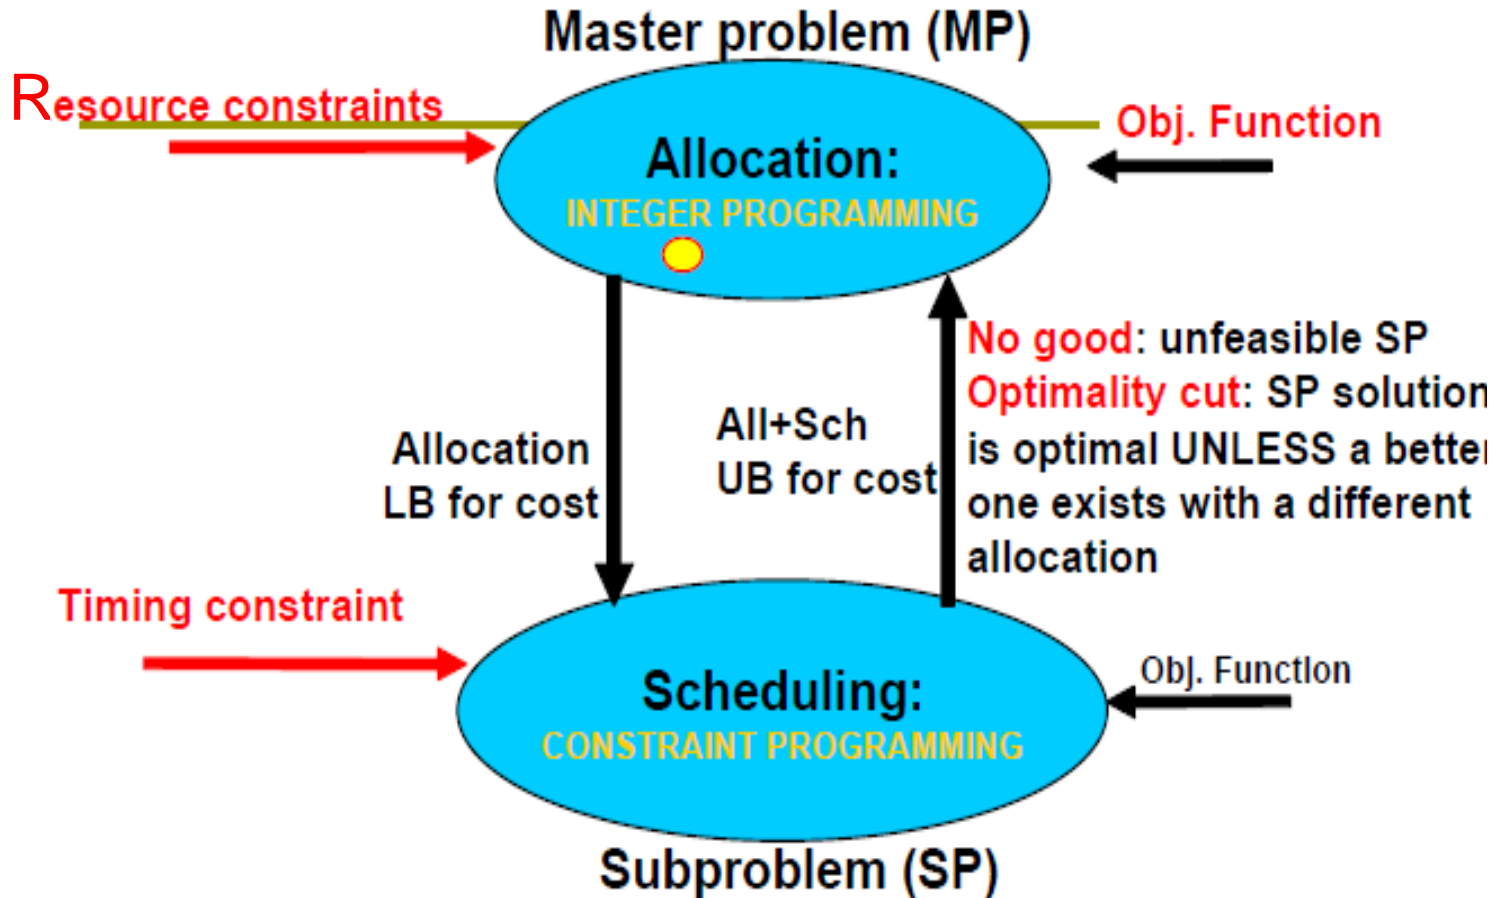 Master problem (MP)
Resource constraints
Obj. Function
Allocation:
INTEGER PROGRAMMING
No good: unfeasible SP
Optimality cut: SP solution
is optimal UNLESS a better
one exists with a different
allocation
All+Sch
UB for cost
Allocation
LB for cost
Timing constraint
Obj. Function
Scheduling:
CONSTRAINT PROGRAMMING
Subproblem (SP)